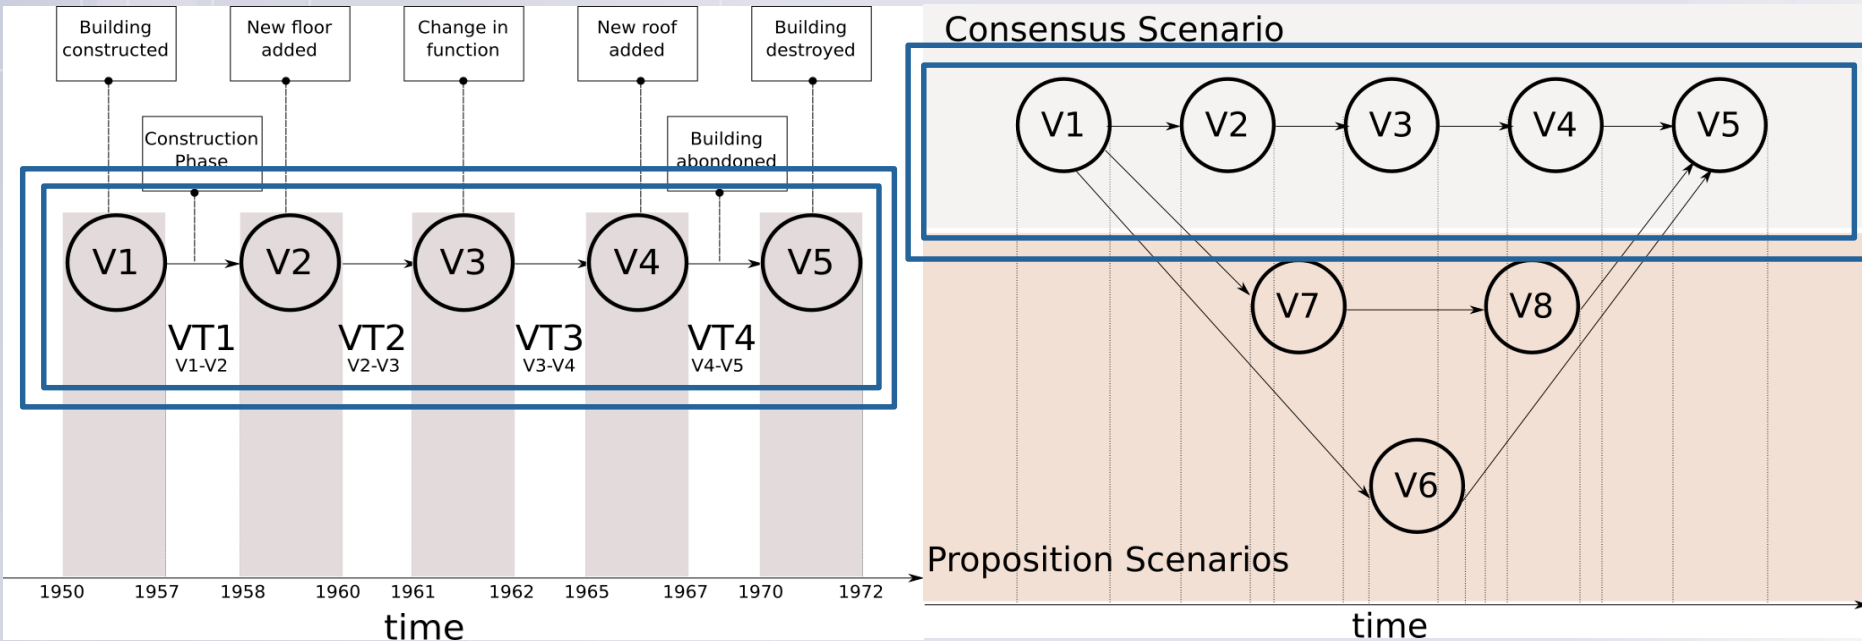 Building
constructed
New floor
added
Change in
function
New roof
added
Building
destroyed
Construction
Phase
Building
abandoned
V1
V2
V3
V4
V5
VT1
V1-V2
VT2
V2-V3
VT3
V3-V4
VT4
V4-V5
1950
1957
1958
1960
1961
1962
1965
1967
1970
1972
time
Consensus Scenario
V1
V2
V3
V4
V5
V7
V8
V6
Proposition Scenarios
time